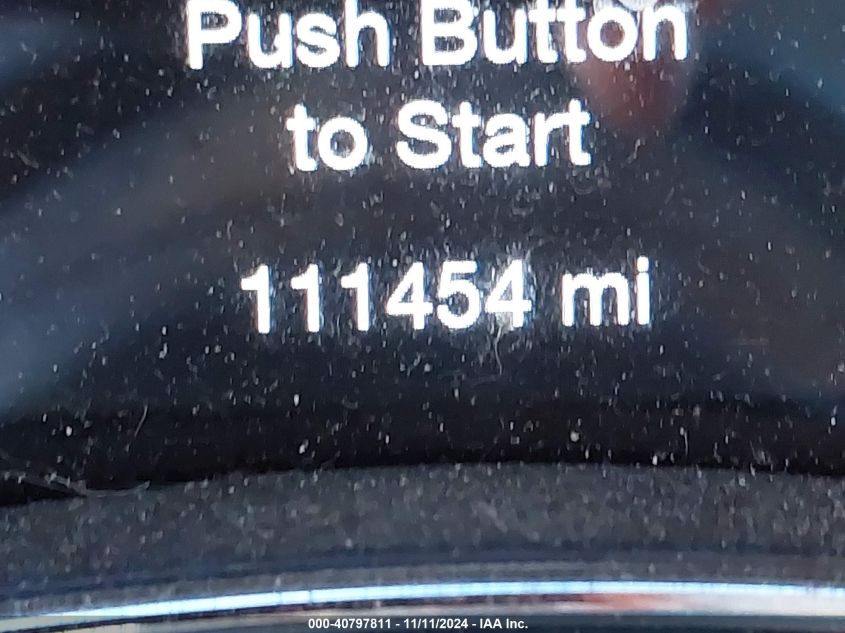 Push Button
to Start
111454 mi
000-40797811 - 11/11/2024 - IAA Inc.